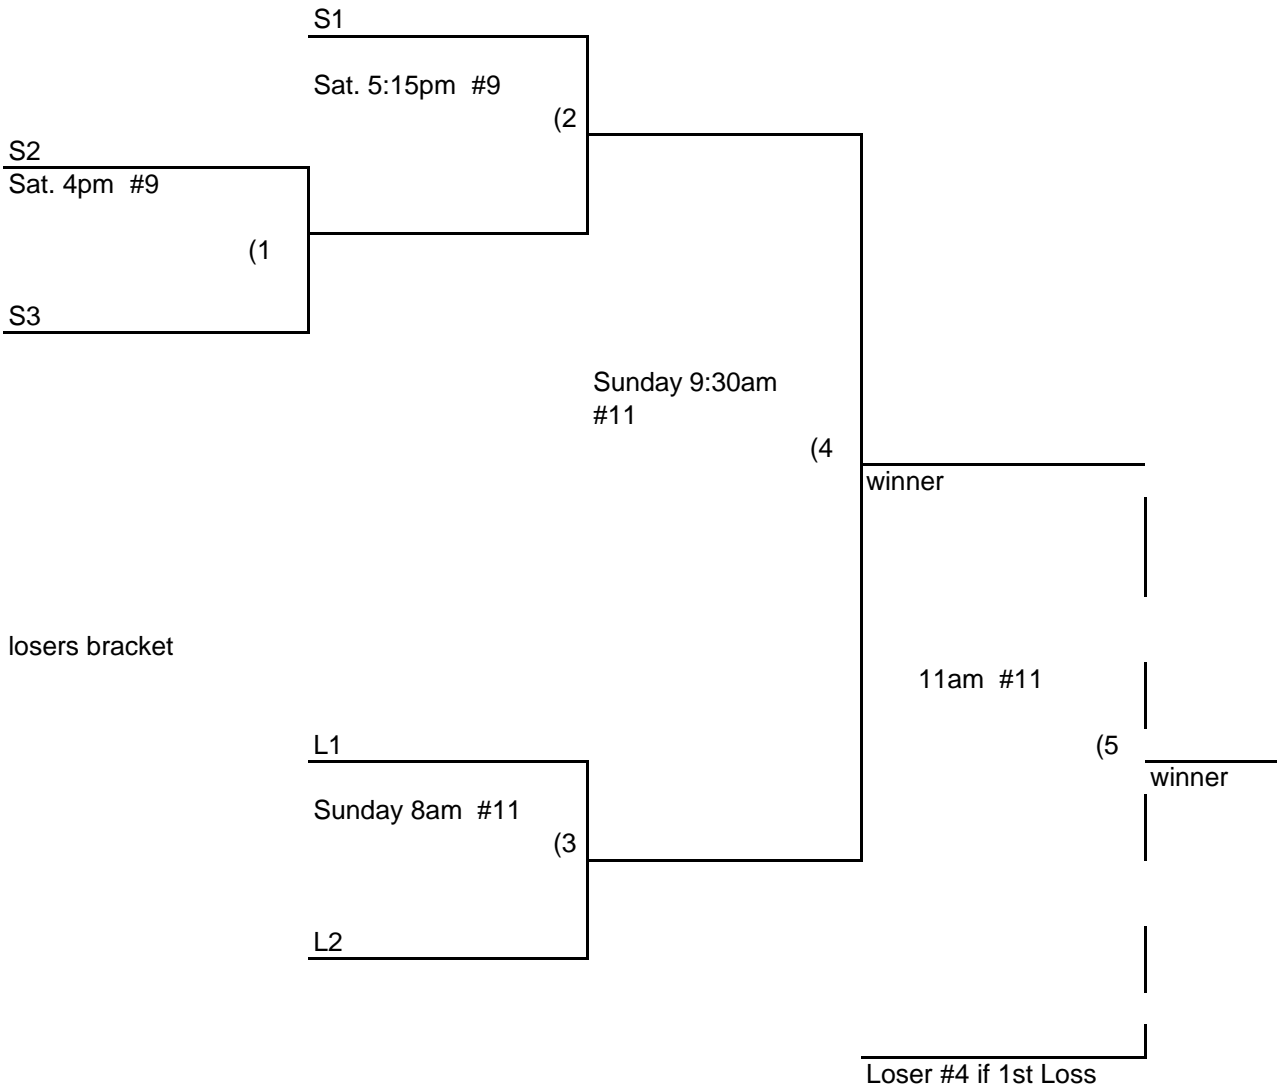 S1
Sat. 5:15pm  #9
(2
S2
Sat. 4pm  #9
(1
S3
Sunday 9:30am
#11
(4
winner
losers bracket
11am  #11
L1
(5
winner
Sunday 8am  #11
(3
L2
Loser #4 if 1st Loss